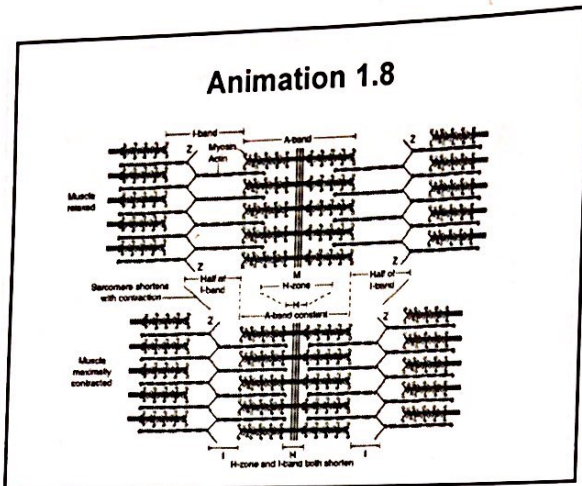 Animation 1.8
I-band
A-band
Z
Myosin
Actin
Z
Muscle
relaxed
Z
M
Z
Half of
I-band
H-zone
Half of
I-band
Sarcomere shortens
with contraction
H
Z
A-band constant
Z
Muscle
maximally
contracted
I
H
I
H-zone and I-band both shorten